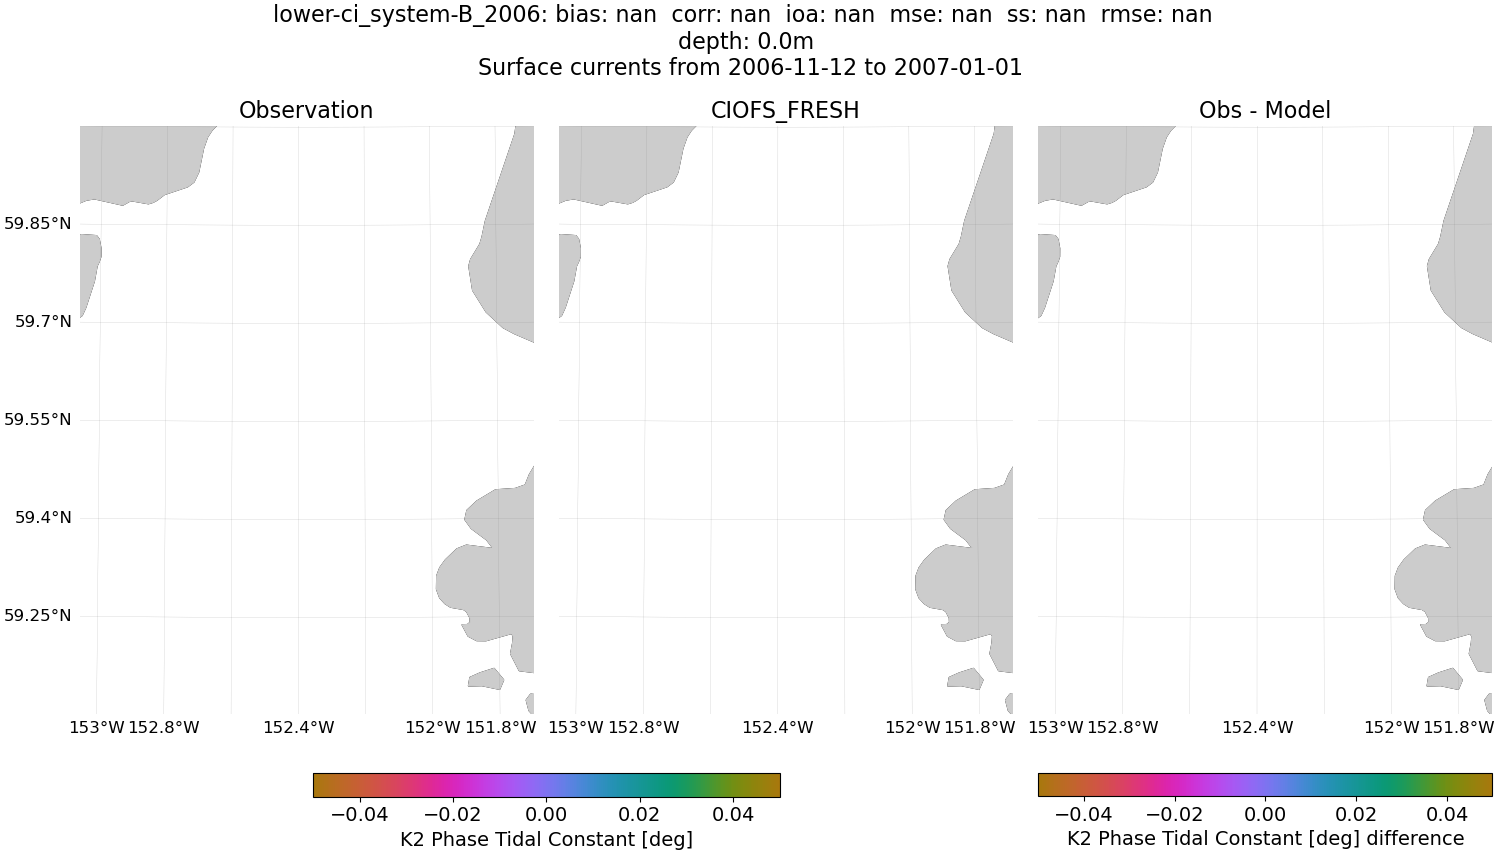 lower-ci_system-B_2006: bias: nan  corr: nan  ioa: nan  mse: nan  ss: nan  rmse: nan
depth: 0.0m
Surface currents from 2006-11-12 to 2007-01-01
Observation
CIOFS_FRESH
Obs - Model
59.85°N
59.7°N
59.55°N
59.4°N
59.25°N
153°W 152.8°W 152.4°W 152°W 151.8°W
153°W 152.8°W 152.4°W 152°W 151.8°W
153°W 152.8°W 152.4°W 152°W 151.8°W
−0.04 −0.02 0.00 0.02 0.04
K2 Phase Tidal Constant [deg]
−0.04 −0.02 0.00 0.02 0.04
K2 Phase Tidal Constant [deg] difference